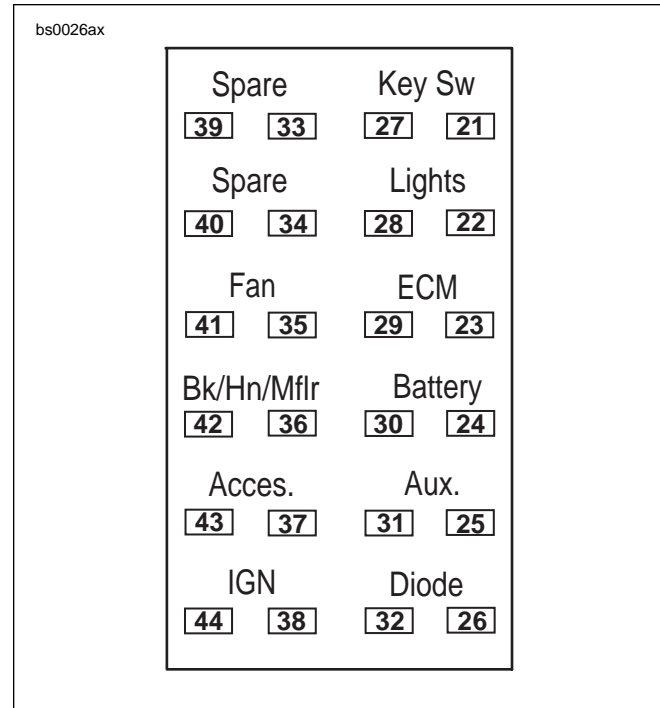 bs0026ax
Spare Key Sw
39 33 27 21
Spare Lights
40 34 28 22
Fan ECM
41 35 29 23
Bk/Hn/Mflr Battery
42 36 30 24
Acces. Aux.
43 37 31 25
IGN Diode
44 38 32 26